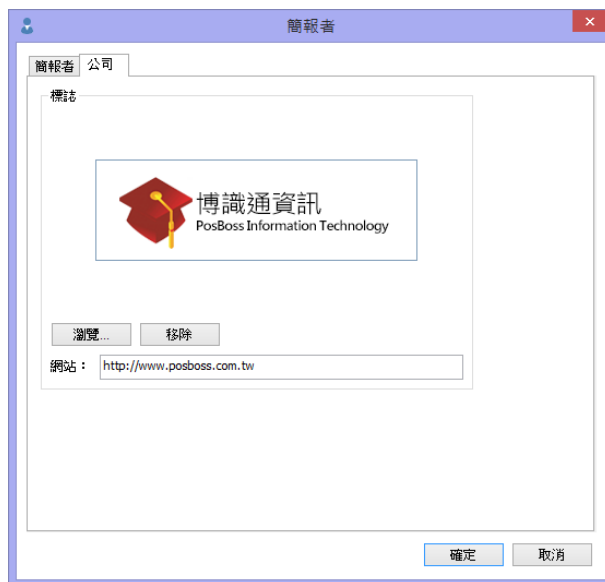 簡報者
簡報者 公司
標誌
博識通資訊
PosBoss Information Technology
瀏覽... 移除
網站： http://www.posboss.com.tw
確定 取消